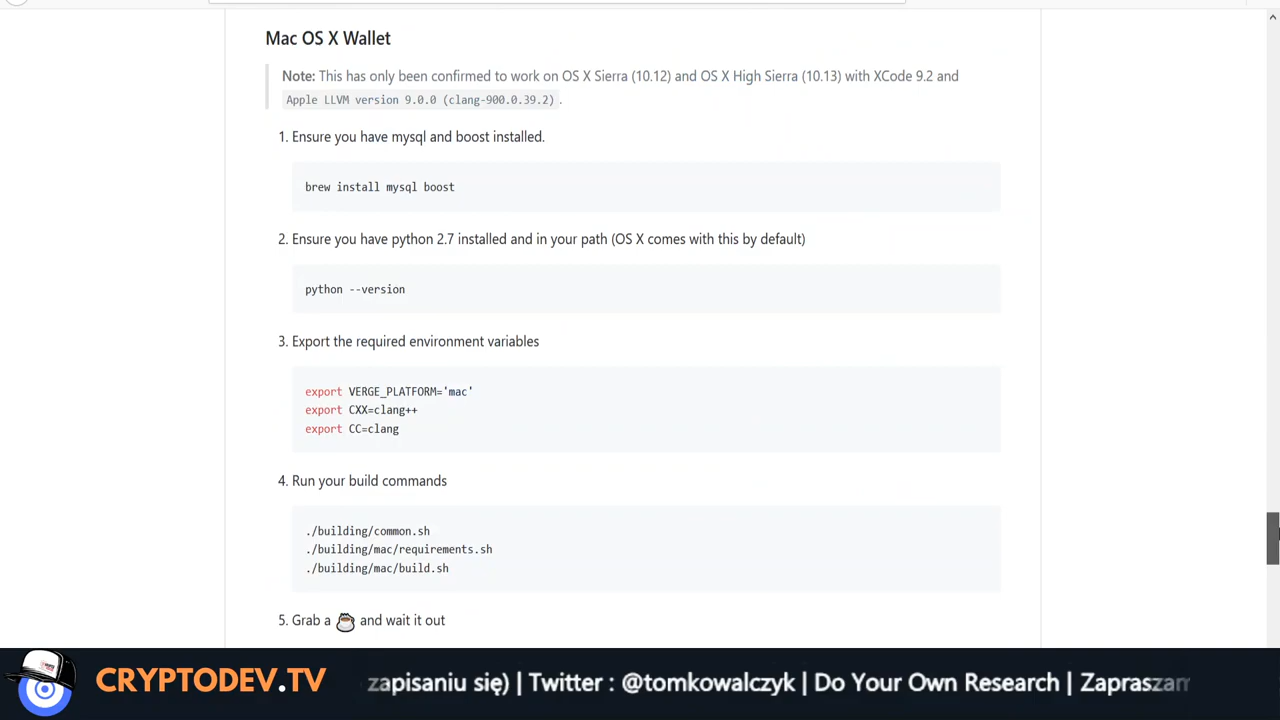 Mac OS X Wallet
Note: This has only been confirmed to work on OS X Sierra (10.12) and OS X High Sierra (10.13) with XCode 9.2 and
Apple LLVM version 9.0.0 (clang-900.0.39.2) .
1. Ensure you have mysql and boost installed.
brew install mysql boost
2. Ensure you have python 2.7 installed and in your path (OS X comes with this by default)
python --version
3. Export the required environment variables
export VERGE_PLATFORM='mac'
export CXX=clang++
export CC=clang
4. Run your build commands
./building/common.sh
./building/mac/requirements.sh
./building/mac/build.sh
5. Grab a ☕ and wait it out
CRYPTODEV.TV
zapisaniu się) | Twitter : @tomkowalczyk | Do Your Own Research | Zapraszam